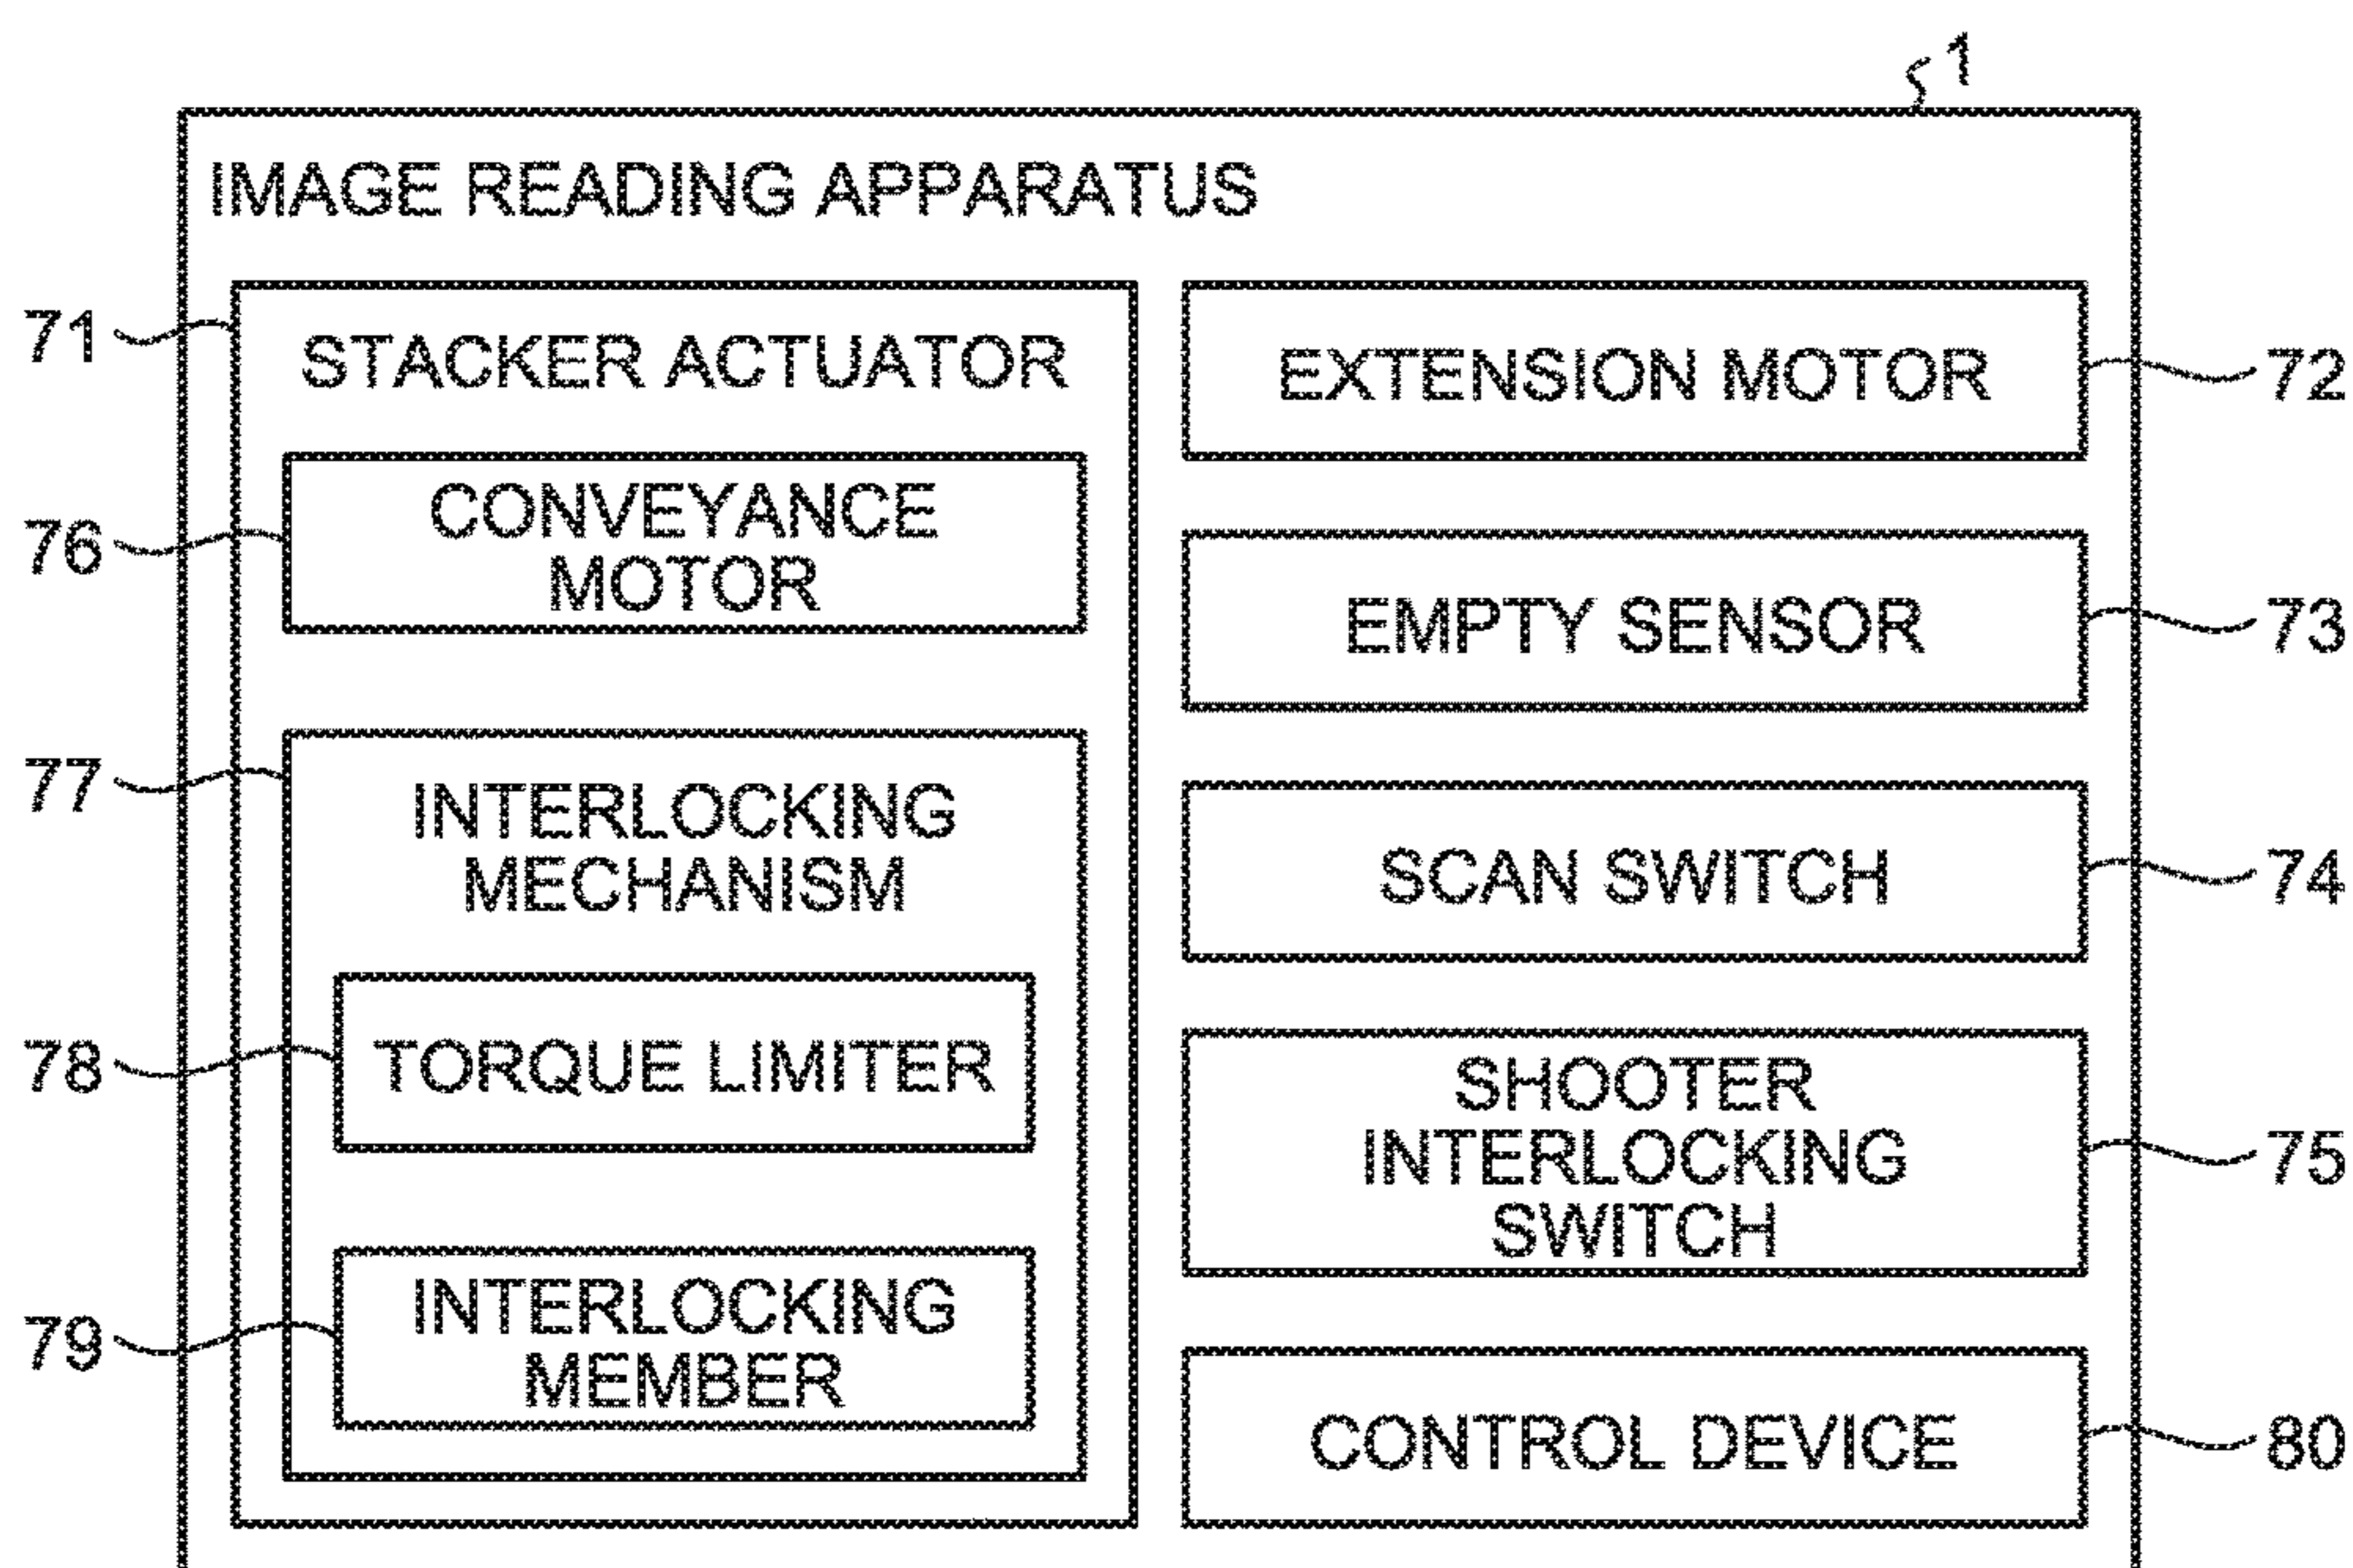 1
IMAGE READING APPARATUS
71
STACKER ACTUATOR
76
CONVEYANCE
MOTOR
77
INTERLOCKING
MECHANISM
78
TORQUE LIMITER
79
INTERLOCKING
MEMBER
EXTENSION MOTOR
72
EMPTY SENSOR
73
SCAN SWITCH
74
SHOOTER
INTERLOCKING
SWITCH
75
CONTROL DEVICE
80